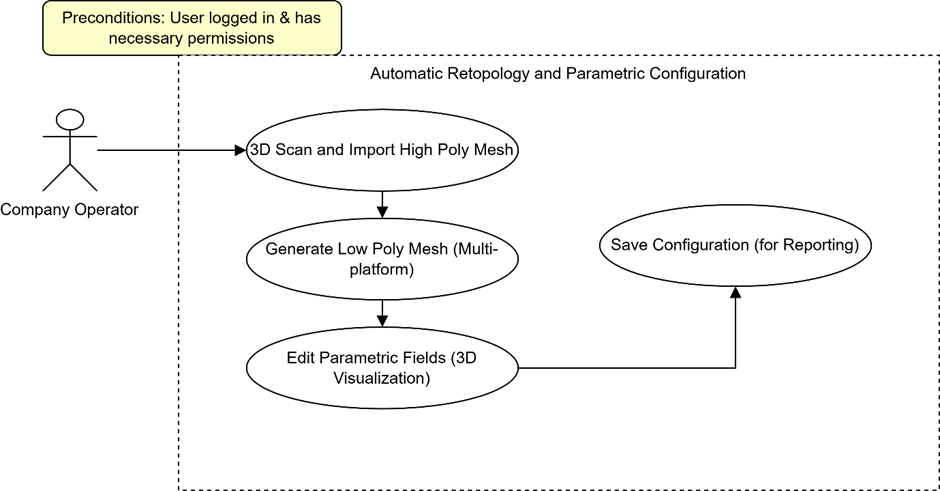 Preconditions: User logged in & has
necessary permissions
Automatic Retopology and Parametric Configuration
3D Scan and Import High Poly Mesh
Company Operator
Generate Low Poly Mesh (Multi-
platform)
Save Configuration (for Reporting)
Edit Parametric Fields (3D
Visualization)